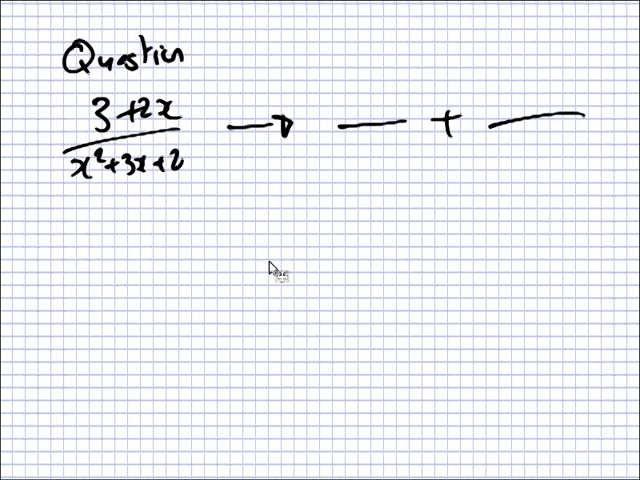 Question
3+2x
x²+3x+2 → — + —